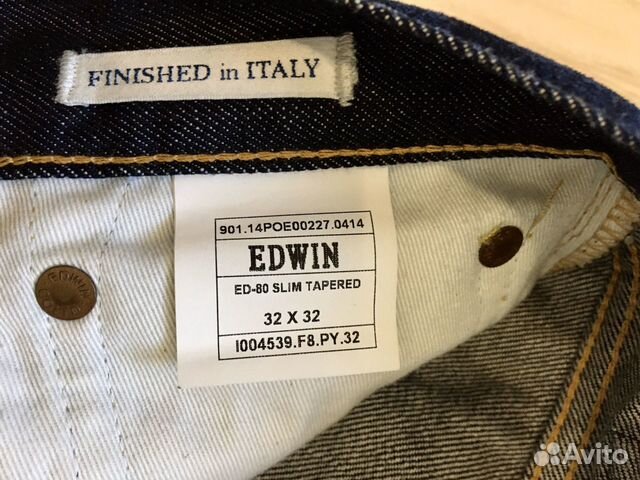 FINISHED in ITALY
901.14POE00227.0414
EDWIN
ED-80 SLIM TAPERED
32 X 32
I004539.F8.PY.32
EDWIN
Avito